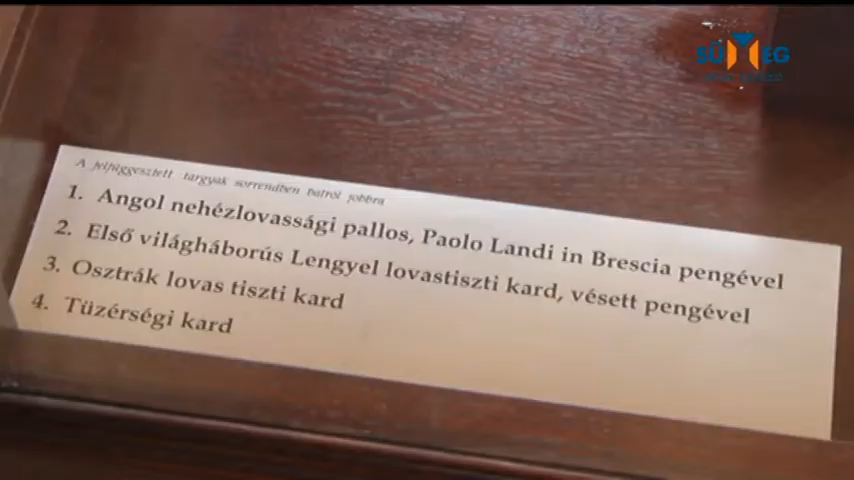 SÜMEG
A felfüggesztett tárgyak sorrendben balról jobbra
1. Angol nehézlovassági pallos, Paolo Landi in Brescia pengével
2. Első világháborús Lengyel lovastiszti kard, vésett pengével
3. Osztrák lovas tiszti kard
4. Tüzérségi kard